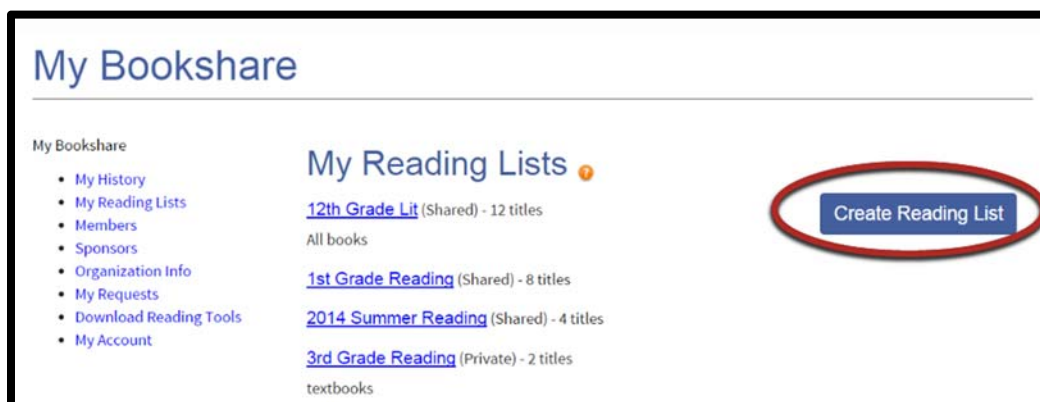 My Bookshare
My Bookshare
• My History
• My Reading Lists
• Members
• Sponsors
• Organization Info
• My Requests
• Download Reading Tools
• My Account
My Reading Lists ?
12th Grade Lit (Shared) - 12 titles
All books
1st Grade Reading (Shared) - 8 titles
2014 Summer Reading (Shared) - 4 titles
3rd Grade Reading (Private) - 2 titles
textbooks
Create Reading List